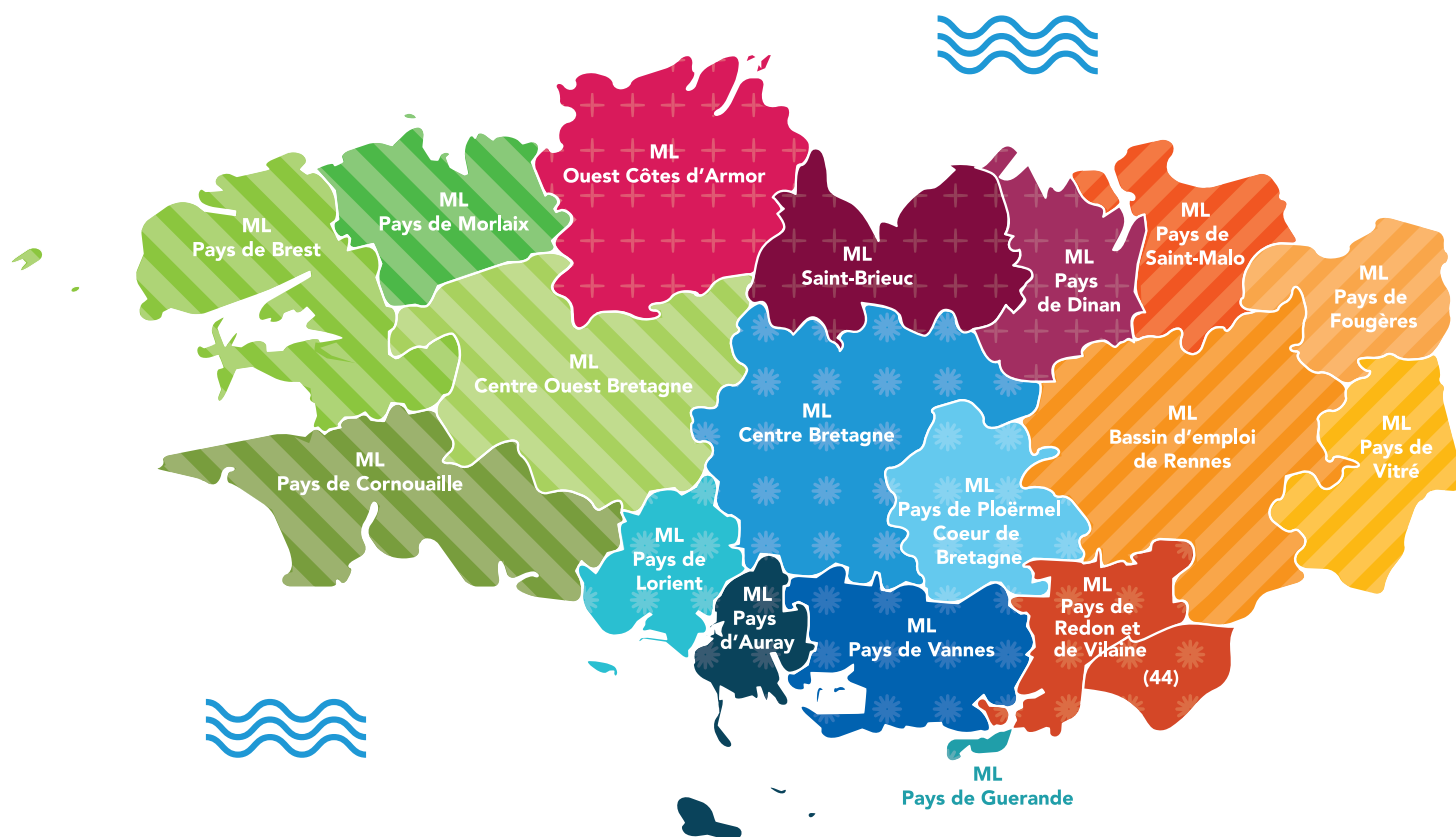 ML
Ouest Côtes d'Armor
ML
Pays de Morlaix
ML
Pays de Brest
ML
Saint-Brieuc
ML
Pays
de Dinan
ML
Pays de
Saint-Malo
ML
Pays de
Fougères
ML
Centre Ouest Bretagne
ML
Centre Bretagne
ML
Bassin d'emploi
de Rennes
ML
Pays de
Vitré
ML
Pays de Cornouaille
ML
Pays de Ploërmel
Coeur de
Bretagne
ML
Pays de
Lorient
ML
Pays
d'Auray
ML
Pays de Vannes
ML
Pays de
Redon et
de Vilaine
(44)
ML
Pays de Guerande